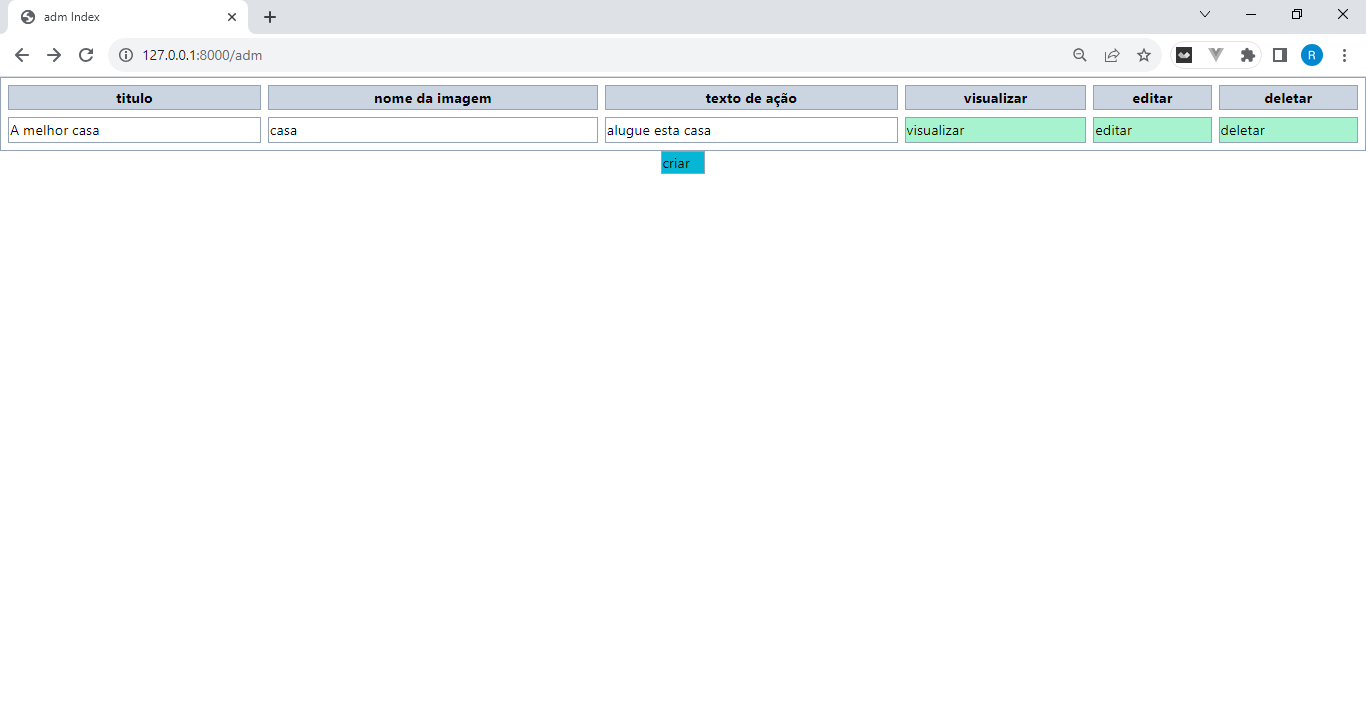 adm Index
127.0.0.1:8000/adm
R
titulo nome da imagem texto de ação visualizar editar deletar
A melhor casa casa alugue esta casa visualizar editar deletar
criar